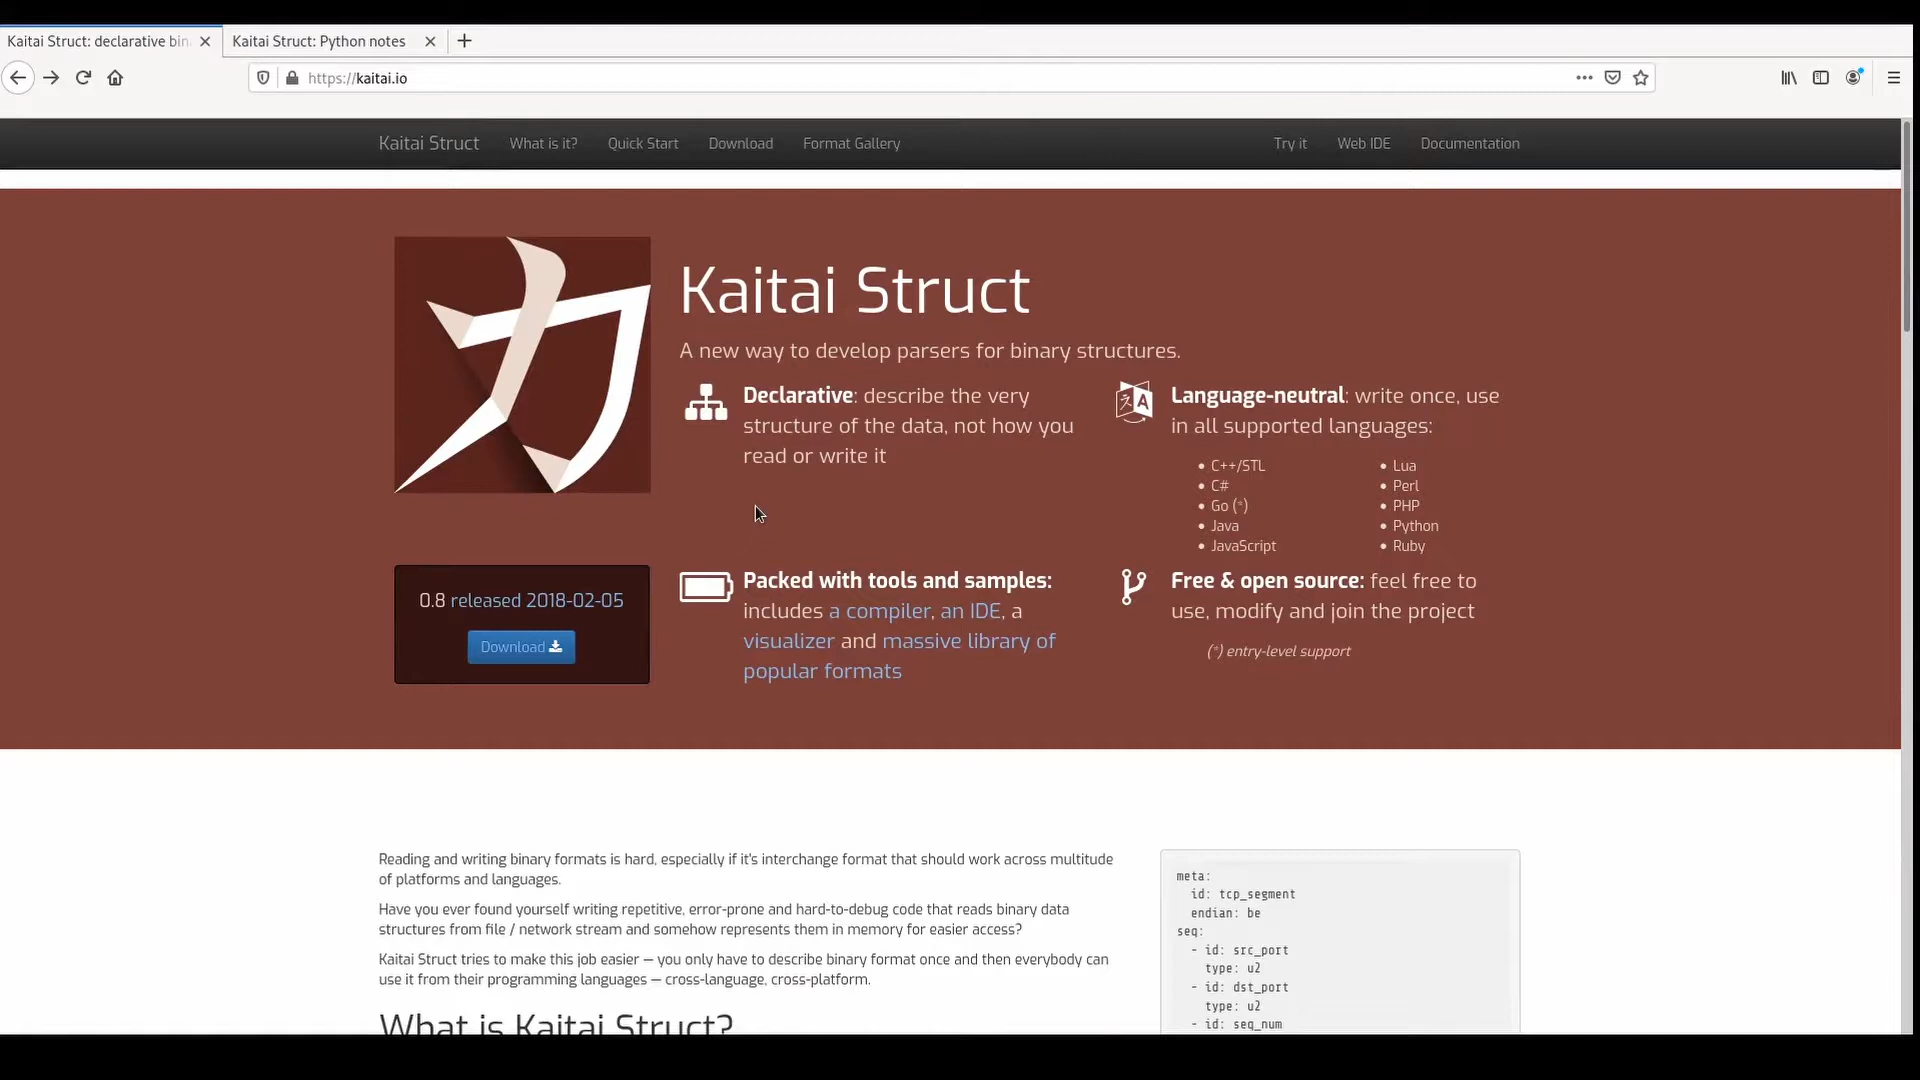 Kaitai Struct: declarative bin
Kaitai Struct: Python notes
https://kaitai.io
Kaitai Struct
What is it?
Quick Start
Download
Format Gallery
Try it
Web IDE
Documentation
力
Kaitai Struct
A new way to develop parsers for binary structures.
Declarative: describe the very
structure of the data, not how you
read or write it
Language-neutral: write once, use
in all supported languages:
• C++/STL
• C#
• Go (*)
• Java
• JavaScript
• Lua
• Perl
• PHP
• Python
• Ruby
0.8 released 2018-02-05
Download
Packed with tools and samples:
includes a compiler, an IDE, a
visualizer and massive library of
popular formats
Free & open source: feel free to
use, modify and join the project
(*) entry-level support
Reading and writing binary formats is hard, especially if it's interchange format that should work across multitude
of platforms and languages.
Have you ever found yourself writing repetitive, error-prone and hard-to-debug code that reads binary data
structures from file / network stream and somehow represents them in memory for easier access?
Kaitai Struct tries to make this job easier — you only have to describe binary format once and then everybody can
use it from their programming languages — cross-language, cross-platform.
What is Kaitai Struct?
meta:
id: tcp_segment
endian: be
seq:
- id: src_port
type: u2
- id: dst_port
type: u2
- id: seq_num